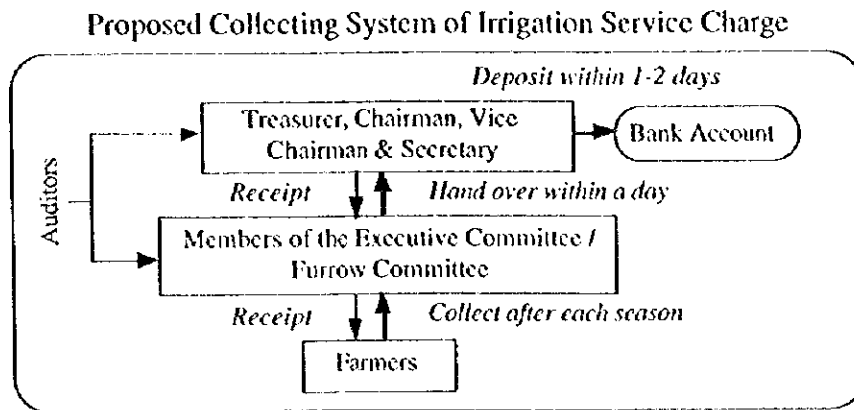 Proposed Collecting System of Irrigation Service Charge
Deposit within 1-2 days
Treasurer, Chairman, Vice
Chairman & Secretary
Bank Account
Receipt
Hand over within a day
Auditors
Members of the Executive Committee /
Furrow Committee
Receipt
Collect after each season
Farmers